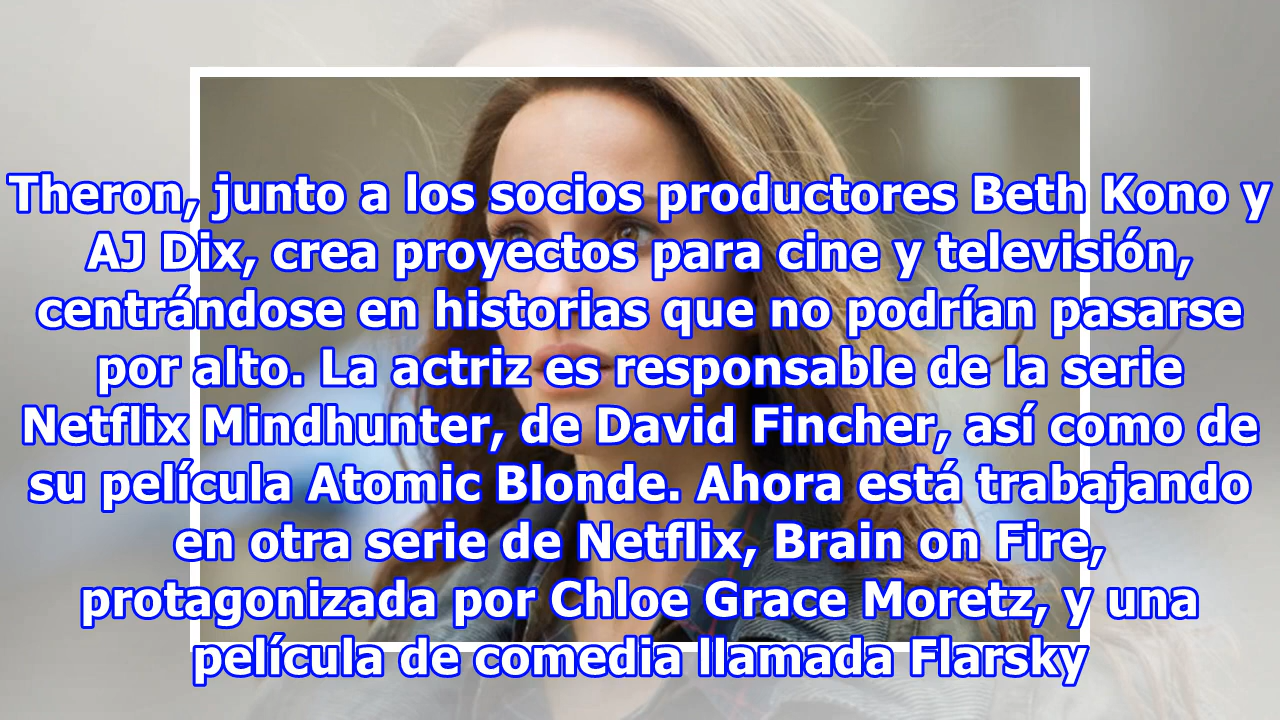 Theron, junto a los socios productores Beth Kono y
AJ Dix, crea proyectos para cine y televisión,
centrándose en historias que no podrían pasarse
por alto. La actriz es responsable de la serie
Netflix Mindhunter, de David Fincher, así como de
su película Atomic Blonde. Ahora está trabajando
en otra serie de Netflix, Brain on Fire,
protagonizada por Chloe Grace Moretz, y una
película de comedia llamada Flarsky